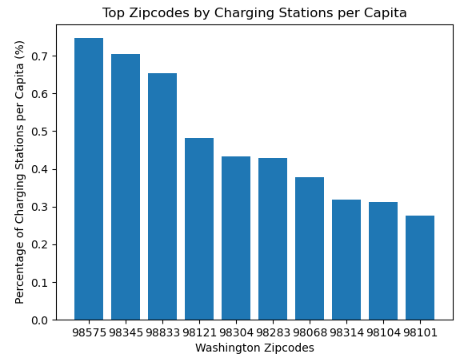 Top Zipcodes by Charging Stations per Capita
Percentage of Charging Stations per Capita (%)
0.7
0.6
0.5
0.4
0.3
0.2
0.1
0.0
98575 98345 98833 98121 98304 98283 98068 98314 98104 98101
Washington Zipcodes